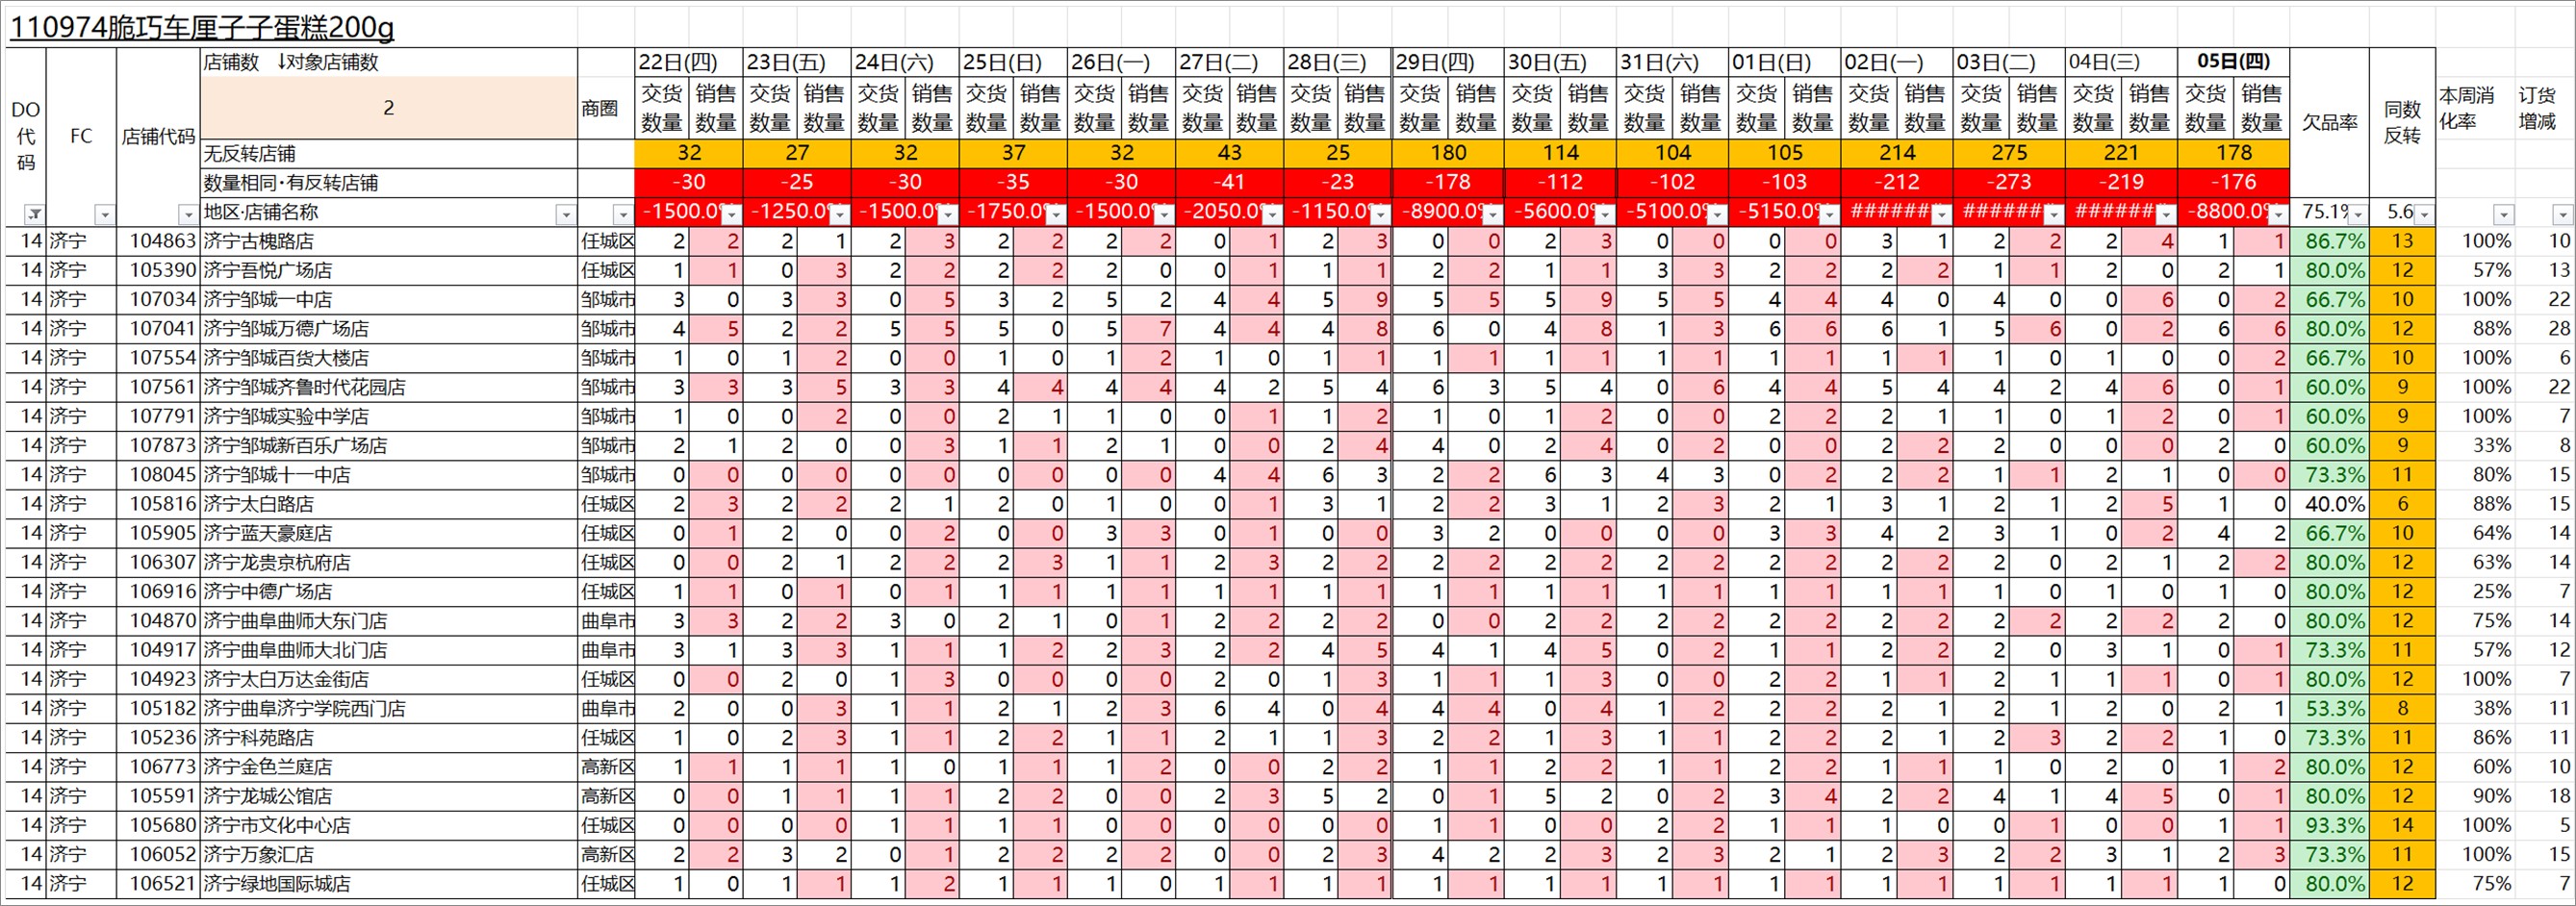 110974脆巧车厘子子蛋糕200g
DO代码 FC 店铺代码 店铺数 ↓对象店铺数 商圈 22日(四) 23日(五) 24日(六) 25日(日) 26日(一) 27日(二) 28日(三) 29日(四) 30日(五) 31日(六) 01日(日) 02日(一) 03日(二) 04日(三) 05日(四) 欠品率 同数反转 本周消化率 订货增减
2 交货数量 销售数量 交货数量 销售数量 交货数量 销售数量 交货数量 销售数量 交货数量 销售数量 交货数量 销售数量 交货数量 销售数量 交货数量 销售数量 交货数量 销售数量 交货数量 销售数量 交货数量 销售数量 交货数量 销售数量 交货数量 销售数量 交货数量 销售数量 交货数量 销售数量
无反转店铺 32 27 32 37 32 43 25 180 114 104 105 214 275 221 178
数量相同·有反转店铺 -30 -25 -30 -35 -30 -41 -23 -178 -112 -102 -103 -212 -273 -219 -176
地区·店铺名称 -1500.0% -1250.0% -1500.0% -1750.0% -1500.0% -2050.0% -1150.0% -8900.0% -5600.0% -5100.0% -5150.0% ####### ####### ####### -8800.0% 75.1% 5.6
14 济宁 104863 济宁古槐路店 任城区 2 2 2 1 2 3 2 2 2 2 0 1 2 3 0 0 2 3 0 0 0 0 3 1 2 2 2 4 1 1 86.7% 13 100% 10
14 济宁 105390 济宁吾悦广场店 任城区 1 1 0 3 2 2 2 2 2 0 0 1 1 1 2 2 1 1 3 3 2 2 2 2 1 1 2 0 2 1 80.0% 12 57% 13
14 济宁 107034 济宁邹城一中店 邹城市 3 0 3 3 0 5 3 2 5 2 4 4 5 9 5 5 5 9 5 5 4 4 4 0 4 0 0 6 0 2 66.7% 10 100% 22
14 济宁 107041 济宁邹城万德广场店 邹城市 4 5 2 2 5 5 5 0 5 7 4 4 4 8 6 0 4 8 1 3 6 6 6 1 5 6 0 2 6 6 80.0% 12 88% 28
14 济宁 107554 济宁邹城百货大楼店 邹城市 1 0 1 2 0 0 1 0 1 2 1 0 1 1 1 1 1 1 1 1 1 1 1 1 1 0 1 0 0 2 66.7% 10 100% 6
14 济宁 107561 济宁邹城齐鲁时代花园店 邹城市 3 3 3 5 3 3 4 4 4 4 4 2 5 4 6 3 5 4 0 6 4 4 5 4 4 2 4 6 0 1 60.0% 9 100% 22
14 济宁 107791 济宁邹城实验中学店 邹城市 1 0 0 2 0 0 2 1 1 0 0 1 1 2 1 0 1 2 0 0 2 2 2 1 1 0 1 2 0 1 60.0% 9 100% 7
14 济宁 107873 济宁邹城新百乐广场店 邹城市 2 1 2 0 0 3 1 1 2 1 0 0 2 4 4 0 2 4 0 2 0 0 2 2 2 0 0 0 2 0 60.0% 9 33% 8
14 济宁 108045 济宁邹城十一中店 邹城市 0 0 0 0 0 0 0 0 0 0 4 4 6 3 2 2 6 3 4 3 0 2 2 2 1 1 2 1 0 0 73.3% 11 80% 15
14 济宁 105816 济宁太白路店 任城区 2 3 2 2 2 1 2 0 1 0 0 1 3 1 2 2 3 1 2 3 2 1 3 1 2 1 2 5 1 0 40.0% 6 88% 15
14 济宁 105905 济宁蓝天豪庭店 任城区 0 1 2 0 0 2 0 0 3 3 0 1 0 0 3 2 0 0 0 0 3 3 4 2 3 1 0 2 4 2 66.7% 10 64% 14
14 济宁 106307 济宁龙贵京杭府店 任城区 0 0 2 1 2 2 2 3 1 1 2 3 2 2 2 2 2 2 2 2 2 2 2 2 2 0 2 1 2 2 80.0% 12 63% 14
14 济宁 106916 济宁中德广场店 任城区 1 1 0 1 0 1 1 1 1 1 1 1 1 1 1 1 1 1 1 1 1 1 1 1 1 0 1 0 1 0 80.0% 12 25% 7
14 济宁 104870 济宁曲阜曲师大东门店 曲阜市 3 3 2 2 3 0 2 1 0 1 2 2 2 2 0 0 2 2 2 2 2 2 2 2 2 2 2 2 2 0 80.0% 12 75% 14
14 济宁 104917 济宁曲阜曲师大北门店 曲阜市 3 1 3 3 1 1 1 2 2 3 2 2 4 5 4 1 4 5 0 2 1 1 2 2 2 0 3 1 0 1 73.3% 11 57% 12
14 济宁 104923 济宁太白万达金街店 任城区 0 0 2 0 1 3 0 0 0 0 2 0 1 3 1 1 1 3 0 0 2 2 1 1 2 1 1 1 0 1 80.0% 12 100% 7
14 济宁 105182 济宁曲阜济宁学院西门店 曲阜市 2 0 0 3 1 1 2 1 2 3 6 4 0 4 4 4 0 4 1 2 2 2 2 1 2 1 2 0 2 1 53.3% 8 38% 11
14 济宁 105236 济宁科苑路店 任城区 1 0 2 3 1 1 2 2 1 1 2 1 1 3 2 2 1 3 1 1 2 2 2 1 2 3 2 2 1 0 73.3% 11 86% 11
14 济宁 106773 济宁金色兰庭店 高新区 1 1 1 1 1 0 1 1 1 2 0 0 2 2 1 1 2 2 1 1 2 2 1 1 1 0 2 0 1 2 80.0% 12 60% 10
14 济宁 105591 济宁龙城公馆店 高新区 0 0 1 1 1 1 2 2 0 0 2 3 5 2 0 1 5 2 0 2 3 4 2 2 4 1 4 5 0 1 80.0% 12 90% 18
14 济宁 105680 济宁市文化中心店 任城区 0 0 0 0 1 1 1 1 0 0 0 0 0 0 1 1 0 0 2 2 1 1 1 0 0 1 0 0 1 1 93.3% 14 100% 5
14 济宁 106052 济宁万象汇店 高新区 2 2 3 2 0 1 2 2 2 2 0 0 2 3 4 2 2 3 2 3 2 1 2 3 2 2 3 1 2 3 73.3% 11 100% 15
14 济宁 106521 济宁绿地国际城店 任城区 1 0 1 1 1 2 1 1 1 0 1 1 1 1 1 1 1 1 1 1 1 1 1 1 1 1 1 1 1 0 80.0% 12 75% 7